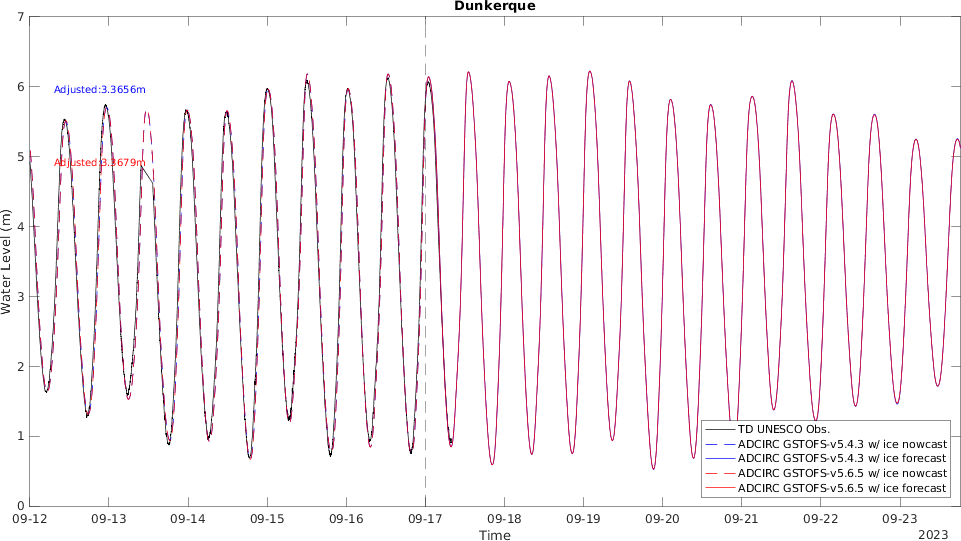 Dunkerque
7
6
5
4
3
2
1
0
Water Level (m)
Adjusted:3.3656m
Adjusted:3.3679m
TD UNESCO Obs.
ADCIRC GSTOFS-v5.4.3 w/ ice nowcast
ADCIRC GSTOFS-v5.4.3 w/ ice forecast
ADCIRC GSTOFS-v5.6.5 w/ ice nowcast
ADCIRC GSTOFS-v5.6.5 w/ ice forecast
09-12 09-13 09-14 09-15 09-16 09-17 09-18 09-19 09-20 09-21 09-22 09-23
Time
2023